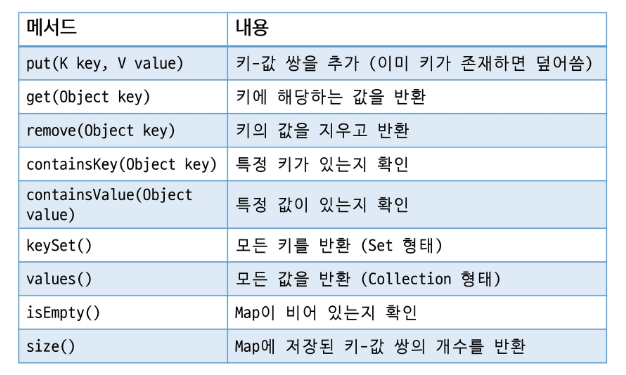 메서드 내용
put(K key, V value) 키-값 쌍을 추가 (이미 키가 존재하면 덮어씀)
get(Object key) 키에 해당하는 값을 반환
remove(Object key) 키의 값을 지우고 반환
containsKey(Object key) 특정 키가 있는지 확인
containsValue(Object
value) 특정 값이 있는지 확인
keySet() 모든 키를 반환 (Set 형태)
values() 모든 값을 반환 (Collection 형태)
isEmpty() Map이 비어 있는지 확인
size() Map에 저장된 키-값 쌍의 개수를 반환